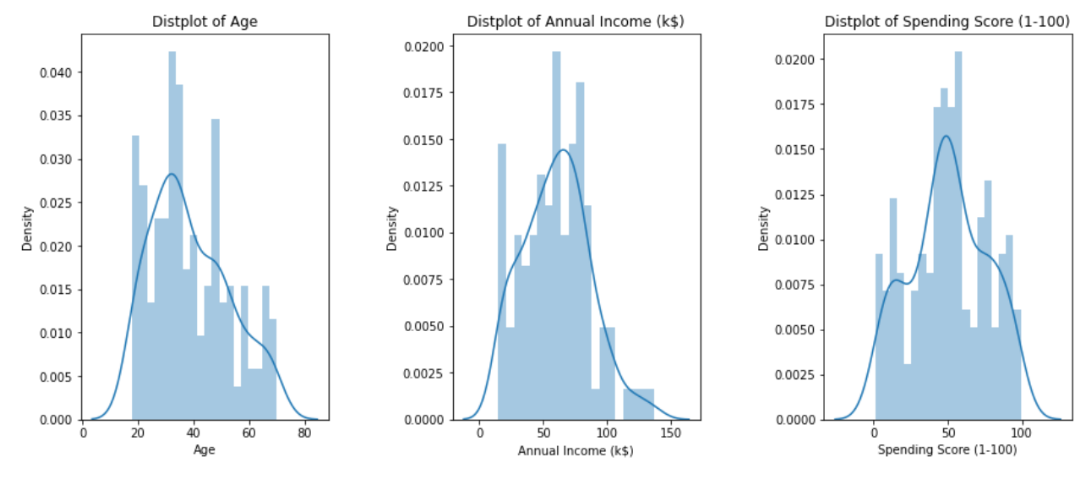 Distplot of Age
Density
0.040
0.035
0.030
0.025
0.020
0.015
0.010
0.005
0.000
0 20 40 60 80
Age
Distplot of Annual Income (k$)
Density
0.0200
0.0175
0.0150
0.0125
0.0100
0.0075
0.0050
0.0025
0.0000
0 50 100 150
Annual Income (k$)
Distplot of Spending Score (1-100)
Density
0.0200
0.0175
0.0150
0.0125
0.0100
0.0075
0.0050
0.0025
0.0000
0 50 100
Spending Score (1-100)